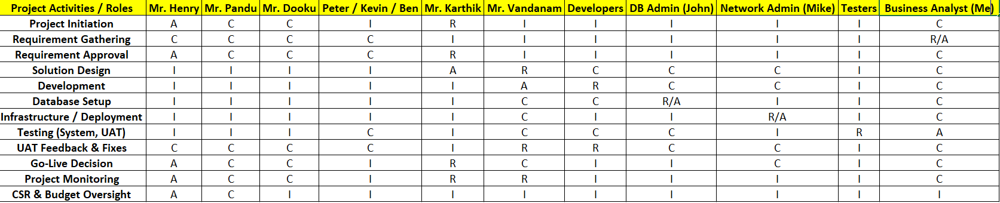 Project Activities / Roles Mr. Henry Mr. Pandu Mr. Dooku Peter / Kevin / Ben Mr. Karthik Mr. Vandanam Developers DB Admin (John) Network Admin (Mike) Testers Business Analyst (Me)
Project Initiation A C C I R I I I I I C
Requirement Gathering C C C C I I I I I I R/A
Requirement Approval A C C C R I I I I I C
Solution Design I I I I A R C C C I C
Development I I I I I A R C C I C
Database Setup I I I I I C C R/A I I C
Infrastructure / Deployment I I I I I C I I R/A I C
Testing (System, UAT) I I I C I C C C I R A
UAT Feedback & Fixes C C C C I R R C C I C
Go-Live Decision A C C I R C I I C I C
Project Monitoring A C C I R R I I I I C
CSR & Budget Oversight A C I I I I I I I I I